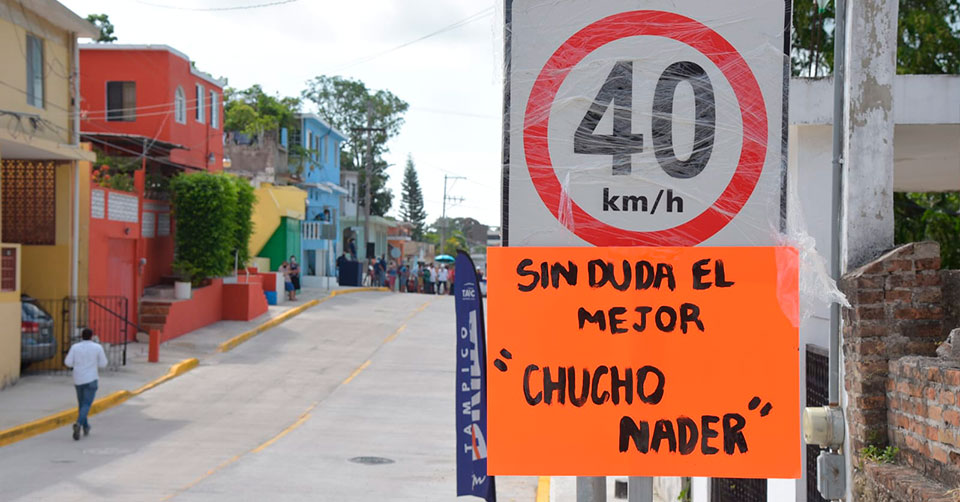 40
km/h
SIN DUDA EL
MEJOR
"CHUCHO
NADER"
TAMPICO